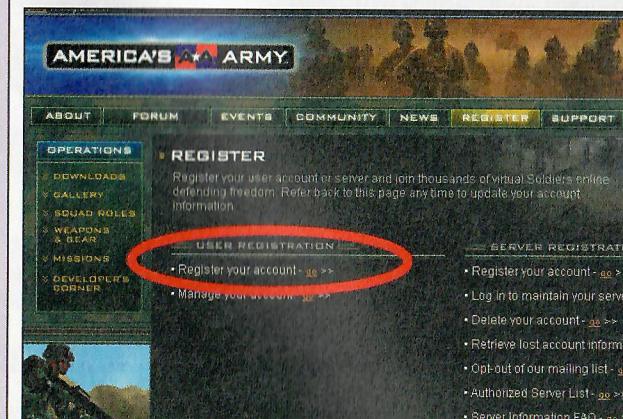 AMERICA'S ARMY
ABOUT FORUM EVENTS COMMUNITY NEWS REGISTER SUPPORT
OPERATIONS
DOWNLOADS
GALLERY
SQUAD ROLES
WEAPONS
& GEAR
MISSIONS
DEVELOPER'S
CORNER
REGISTER
Register your user account or server and join thousands of virtual Soldiers online
defending freedom. Refer back to this page any time to update your account
information.
USER REGISTRATION
• Register your account - go >>
• Manage your account - go >>
SERVER REGISTRATI
• Register your account - go >
• Log in to maintain your serve
• Delete your account - go >>
• Retrieve lost account inform
• Opt-out of our mailing list - g
• Authorized Server List - go >>
• Server Information FAQ - go >>